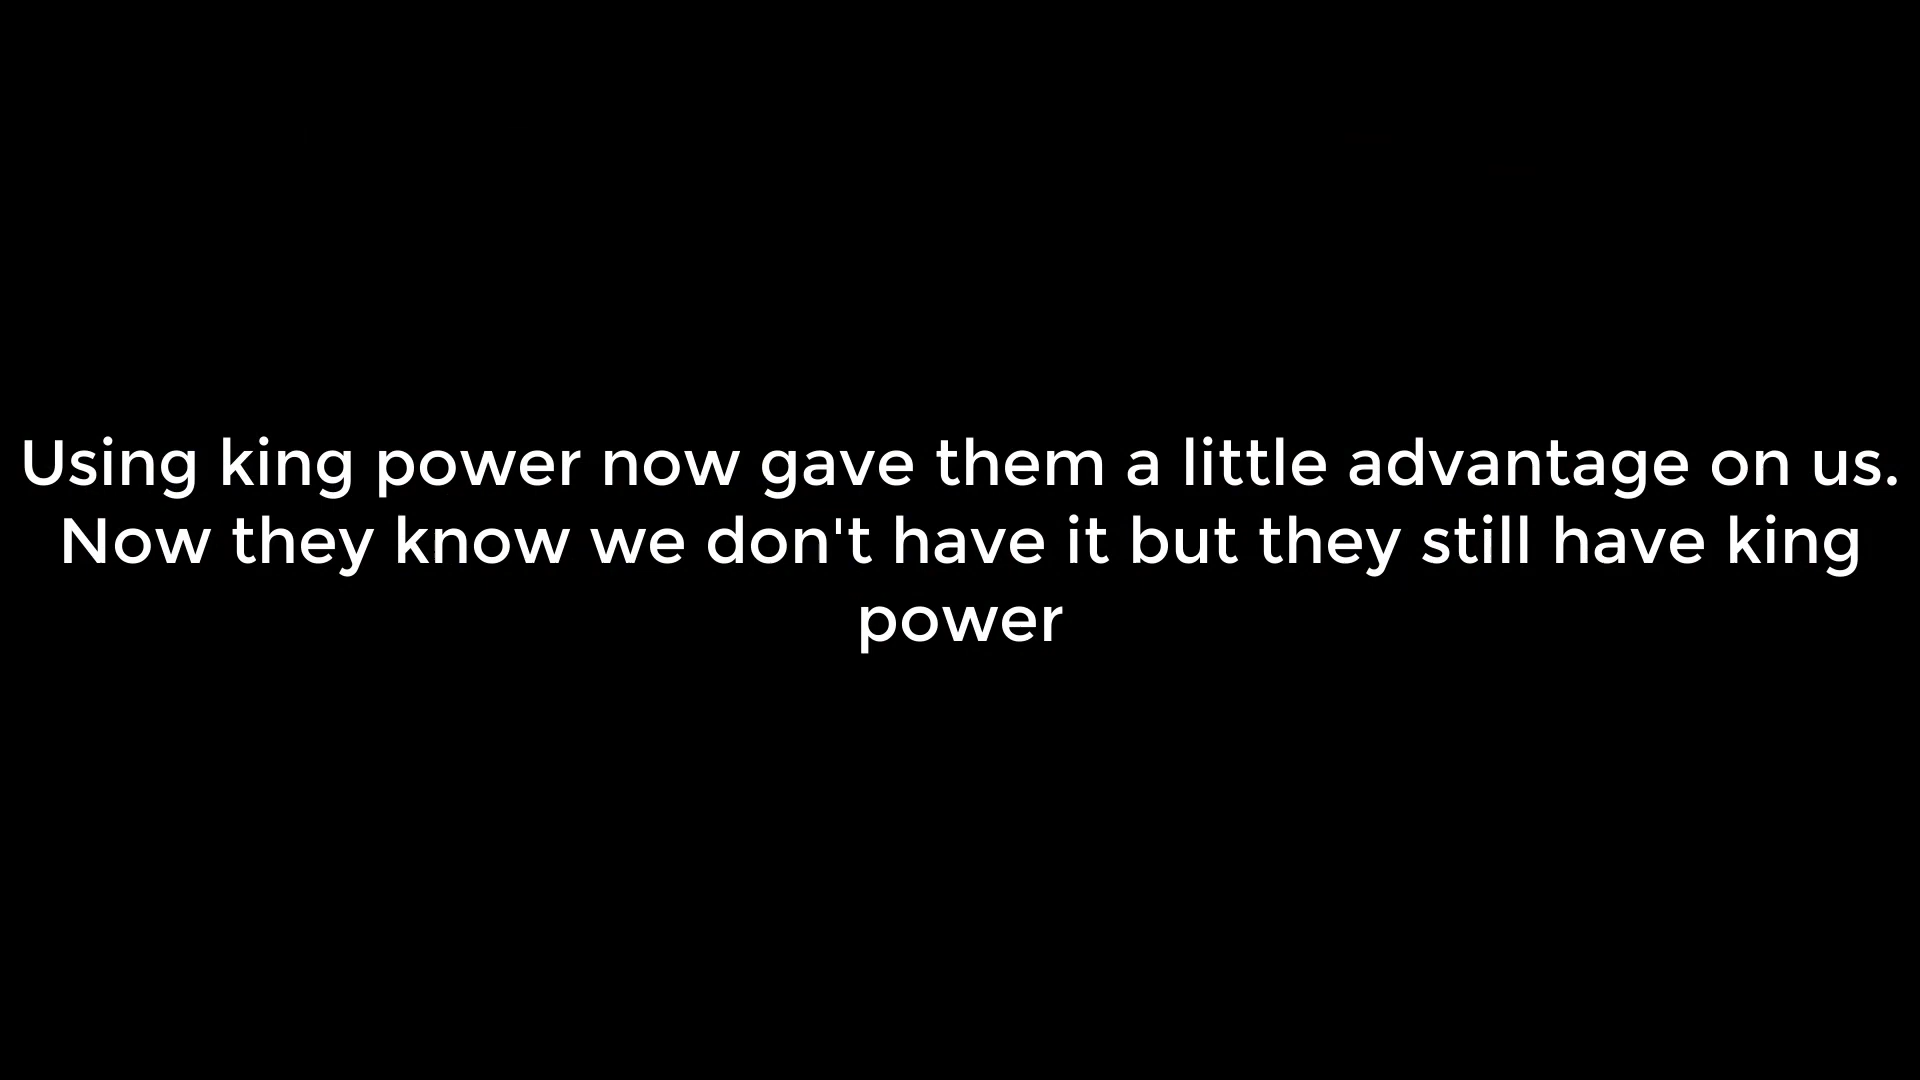 Using king power now gave them a little advantage on us.
Now they know we don't have it but they still have king
power